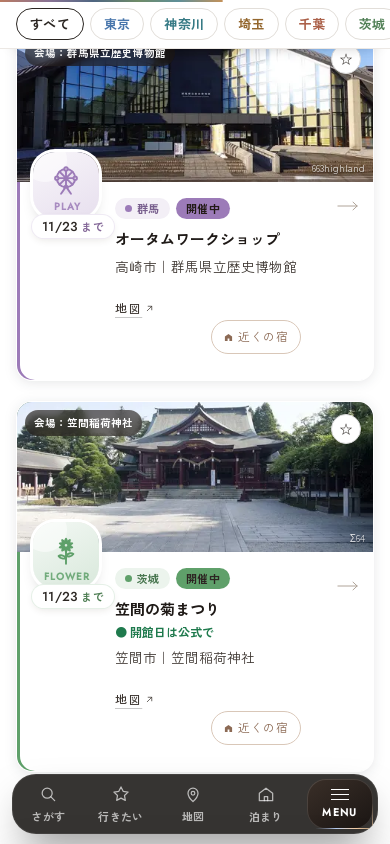 すべて
東京
神奈川
埼玉
千葉
茨城
会場：群馬県立歴史博物館
663highland
PLAY
11/23 まで
群馬
開催中
オータムワークショップ
高崎市｜群馬県立歴史博物館
地図
近くの宿
会場：笠間稲荷神社
Σ64
FLOWER
11/23 まで
茨城
開催中
笠間の菊まつり
開館日は公式で
笠間市｜笠間稲荷神社
地図
近くの宿
さがす
行きたい
地図
泊まり
MENU